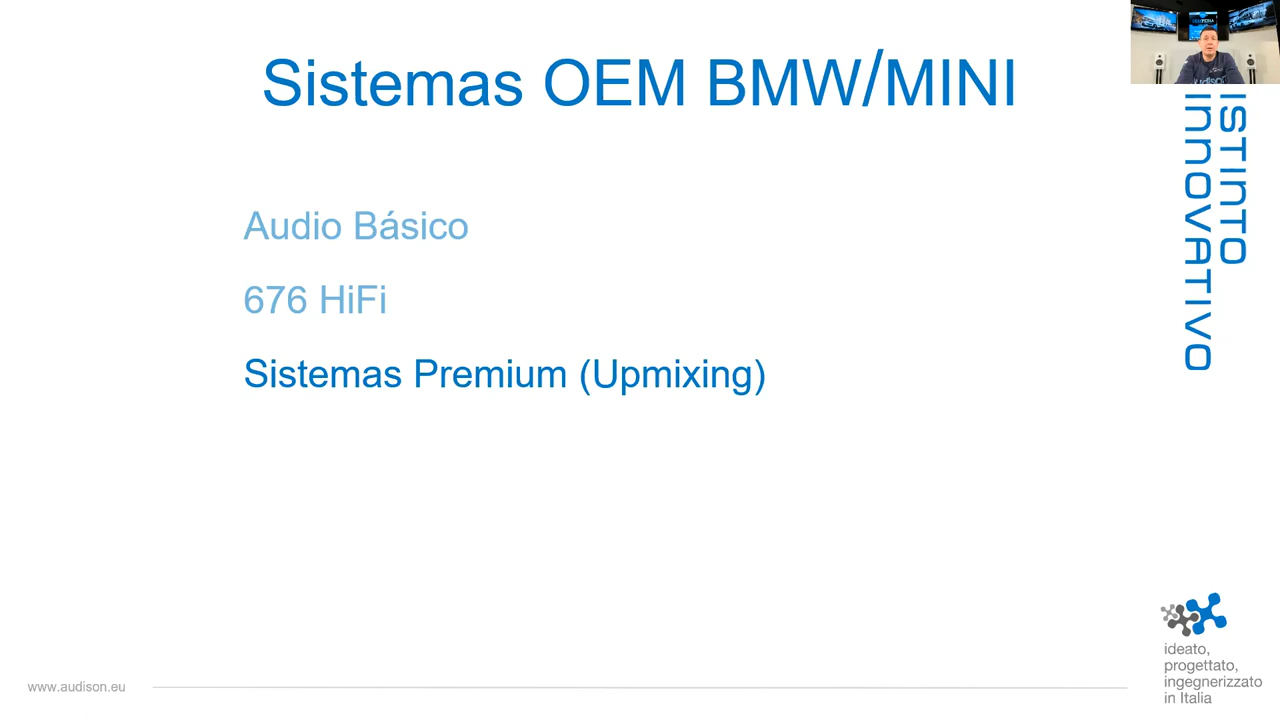 Sistemas OEM BMW/MINI
Audio Básico
676 HiFi
Sistemas Premium (Upmixing)
ISTINTO
INNOVATIVO
www.audison.eu
ideato,
progettato,
ingegnerizzato
in Italia